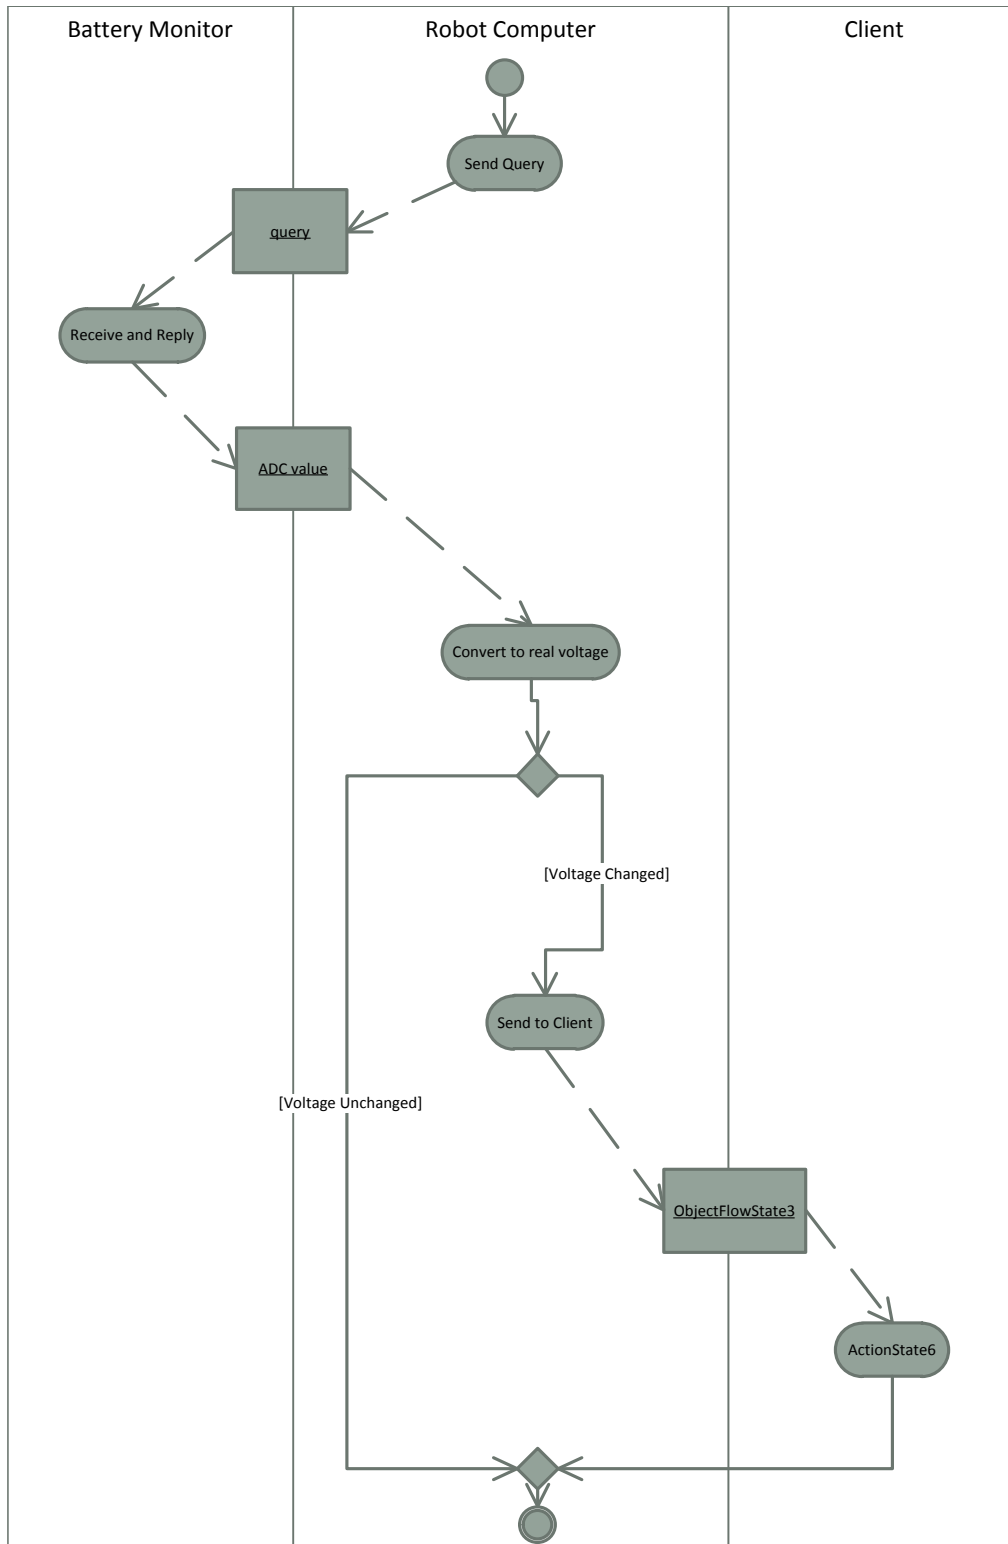 Battery Monitor
Robot Computer
Client
Send Query
query
Receive and Reply
ADC value
Convert to real voltage
[Voltage Changed]
Send to Client
[Voltage Unchanged]
ObjectFlowState3
ActionState6